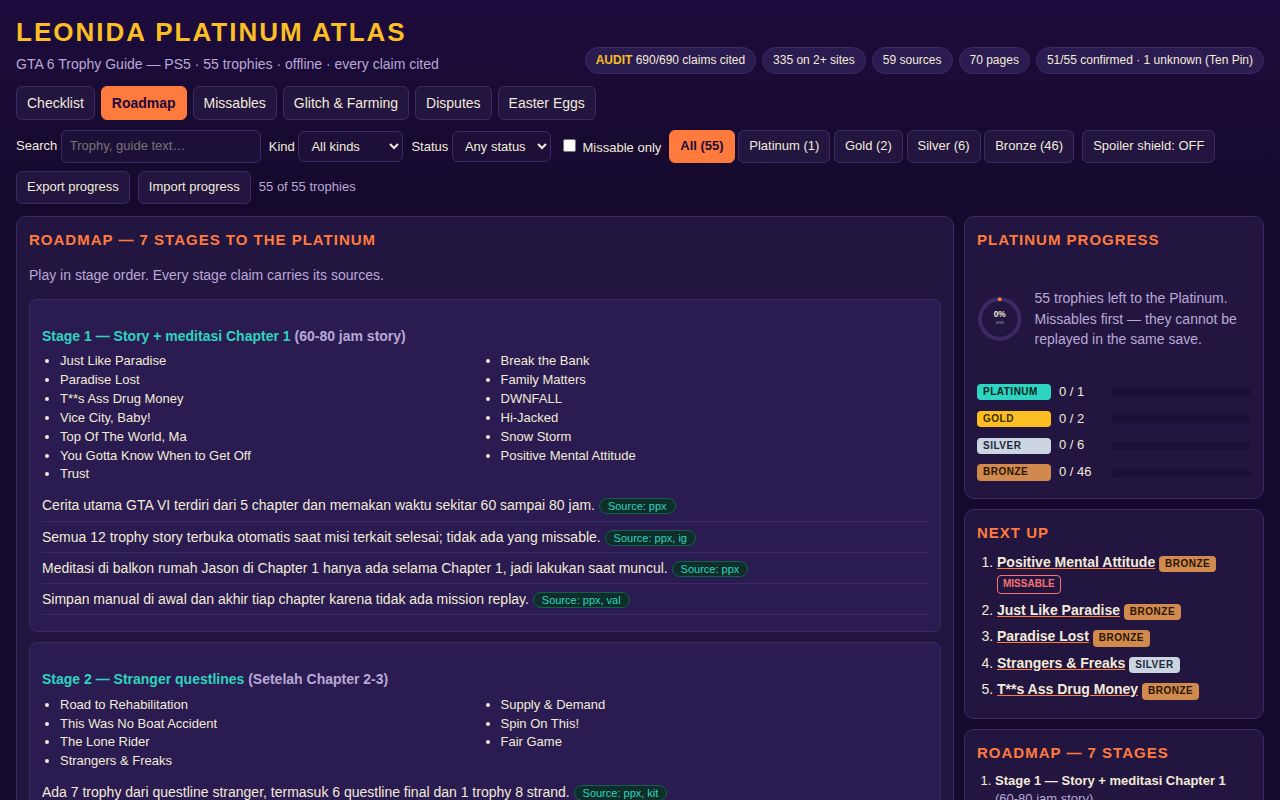 LEONIDA PLATINUM ATLAS
GTA 6 Trophy Guide — PS5 · 55 trophies · offline · every claim cited
AUDIT 690/690 claims cited
335 on 2+ sites
59 sources
70 pages
51/55 confirmed · 1 unknown (Ten Pin)
Checklist
Roadmap
Missables
Glitch & Farming
Disputes
Easter Eggs
Search
Trophy, guide text…
Kind
All kinds
Status
Any status
Missable only
All (55)
Platinum (1)
Gold (2)
Silver (6)
Bronze (46)
Spoiler shield: OFF
Export progress
Import progress
55 of 55 trophies
ROADMAP — 7 STAGES TO THE PLATINUM
Play in stage order. Every stage claim carries its sources.
Stage 1 — Story + meditasi Chapter 1 (60-80 jam story)
Just Like Paradise
Paradise Lost
T**s Ass Drug Money
Vice City, Baby!
Top Of The World, Ma
You Gotta Know When to Get Off
Trust
Break the Bank
Family Matters
DWNFALL
Hi-Jacked
Snow Storm
Positive Mental Attitude
Cerita utama GTA VI terdiri dari 5 chapter dan memakan waktu sekitar 60 sampai 80 jam. Source: ppx
Semua 12 trophy story terbuka otomatis saat misi terkait selesai; tidak ada yang missable. Source: ppx, ig
Meditasi di balkon rumah Jason di Chapter 1 hanya ada selama Chapter 1, jadi lakukan saat muncul. Source: ppx
Simpan manual di awal dan akhir tiap chapter karena tidak ada mission replay. Source: ppx, val
Stage 2 — Stranger questlines (Setelah Chapter 2-3)
Road to Rehabilitation
This Was No Boat Accident
The Lone Rider
Strangers & Freaks
Supply & Demand
Spin On This!
Fair Game
Ada 7 trophy dari questline stranger, termasuk 6 questline final dan 1 trophy 8 strand. Source: ppx, kit
PLATINUM PROGRESS
0%
55 trophies left to the Platinum.
Missables first — they cannot be
replayed in the same save.
PLATINUM 0 / 1
GOLD 0 / 2
SILVER 0 / 6
BRONZE 0 / 46
NEXT UP
1. Positive Mental Attitude BRONZE
MISSABLE
2. Just Like Paradise BRONZE
3. Paradise Lost BRONZE
4. Strangers & Freaks SILVER
5. T**s Ass Drug Money BRONZE
ROADMAP — 7 STAGES
1. Stage 1 — Story + meditasi Chapter 1
(60-80 jam story)